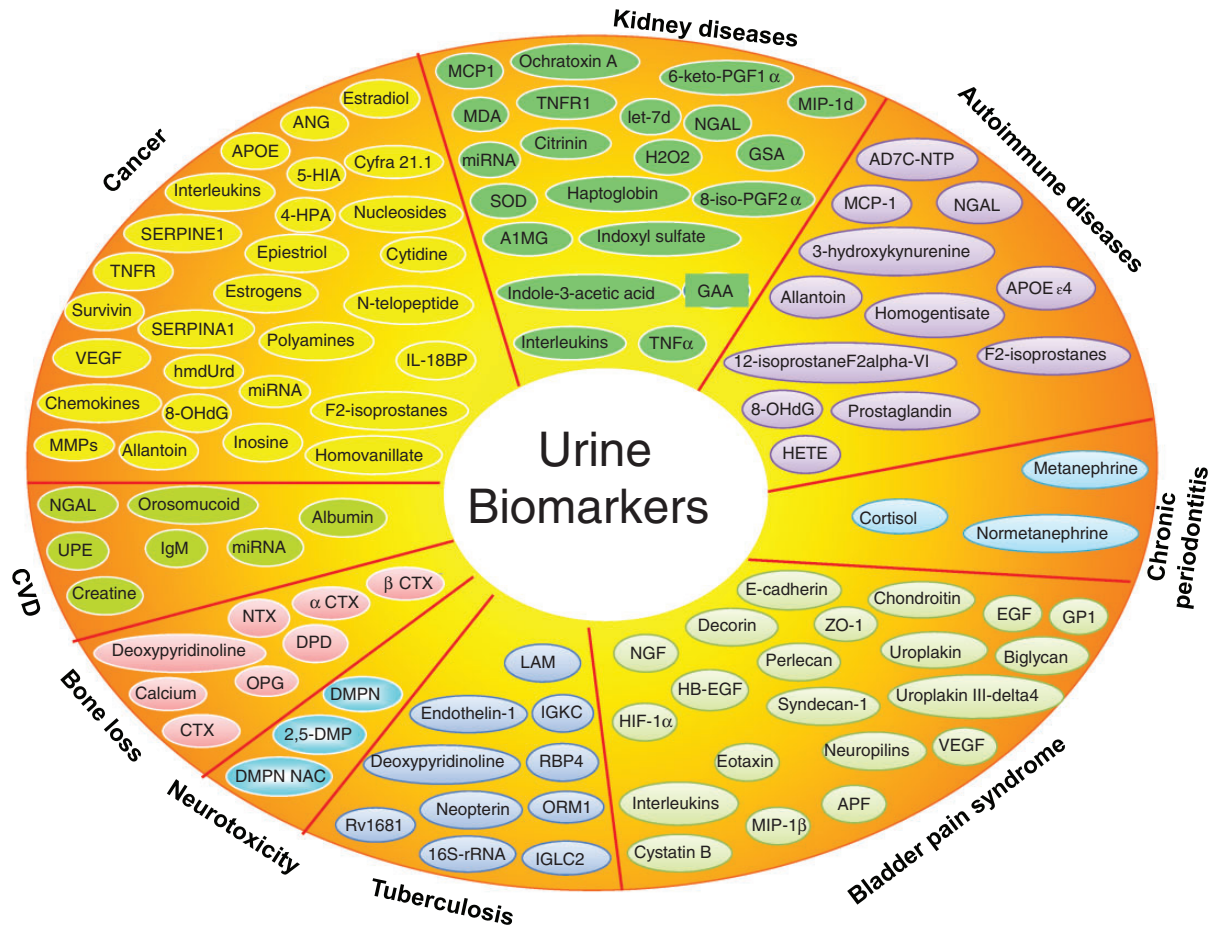 Kidney diseases
MCP1
Ochratoxin A
6-keto-PGF1 α
MIP-1d
MDA
TNFR1
let-7d
NGAL
miRNA
Citrinin
H2O2
GSA
SOD
Haptoglobin
8-iso-PGF2 α
A1MG
Indoxyl sulfate
Indole-3-acetic acid
GAA
Interleukins
TNFα
Autoimmune diseases
AD7C-NTP
MCP-1
NGAL
3-hydroxykynurenine
Allantoin
APOE ε4
Homogentisate
12-isoprostaneF2alpha-VI
F2-isoprostanes
8-OHdG
Prostaglandin
HETE
Chronic
periodontitis
Metanephrine
Cortisol
Normetanephrine
Bladder pain syndrome
E-cadherin
Chondroitin
EGF
GP1
Decorin
ZO-1
NGF
Perlecan
Uroplakin
Biglycan
HB-EGF
Syndecan-1
Uroplakin III-delta4
HIF-1α
Eotaxin
Neuropilins
VEGF
Interleukins
MIP-1β
APF
Cystatin B
Tuberculosis
LAM
Endothelin-1
IGKC
Deoxypyridinoline
RBP4
Neopterin
ORM1
Rv1681
16S-rRNA
IGLC2
Neurotoxicity
DMPN
2,5-DMP
DMPN NAC
Bone loss
β CTX
α CTX
NTX
DPD
Deoxypyridinoline
OPG
Calcium
CTX
CVD
NGAL
Orosomucoid
Albumin
UPE
IgM
miRNA
Creatine
Cancer
Estradiol
ANG
APOE
5-HIA
Cyfra 21.1
Interleukins
4-HPA
Nucleosides
SERPINE1
Epiestriol
Cytidine
TNFR
Estrogens
N-telopeptide
Survivin
SERPINA1
Polyamines
VEGF
hmdUrd
IL-18BP
miRNA
Chemokines
8-OHdG
F2-isoprostanes
MMPs
Allantoin
Inosine
Homovanillate
Urine
Biomarkers